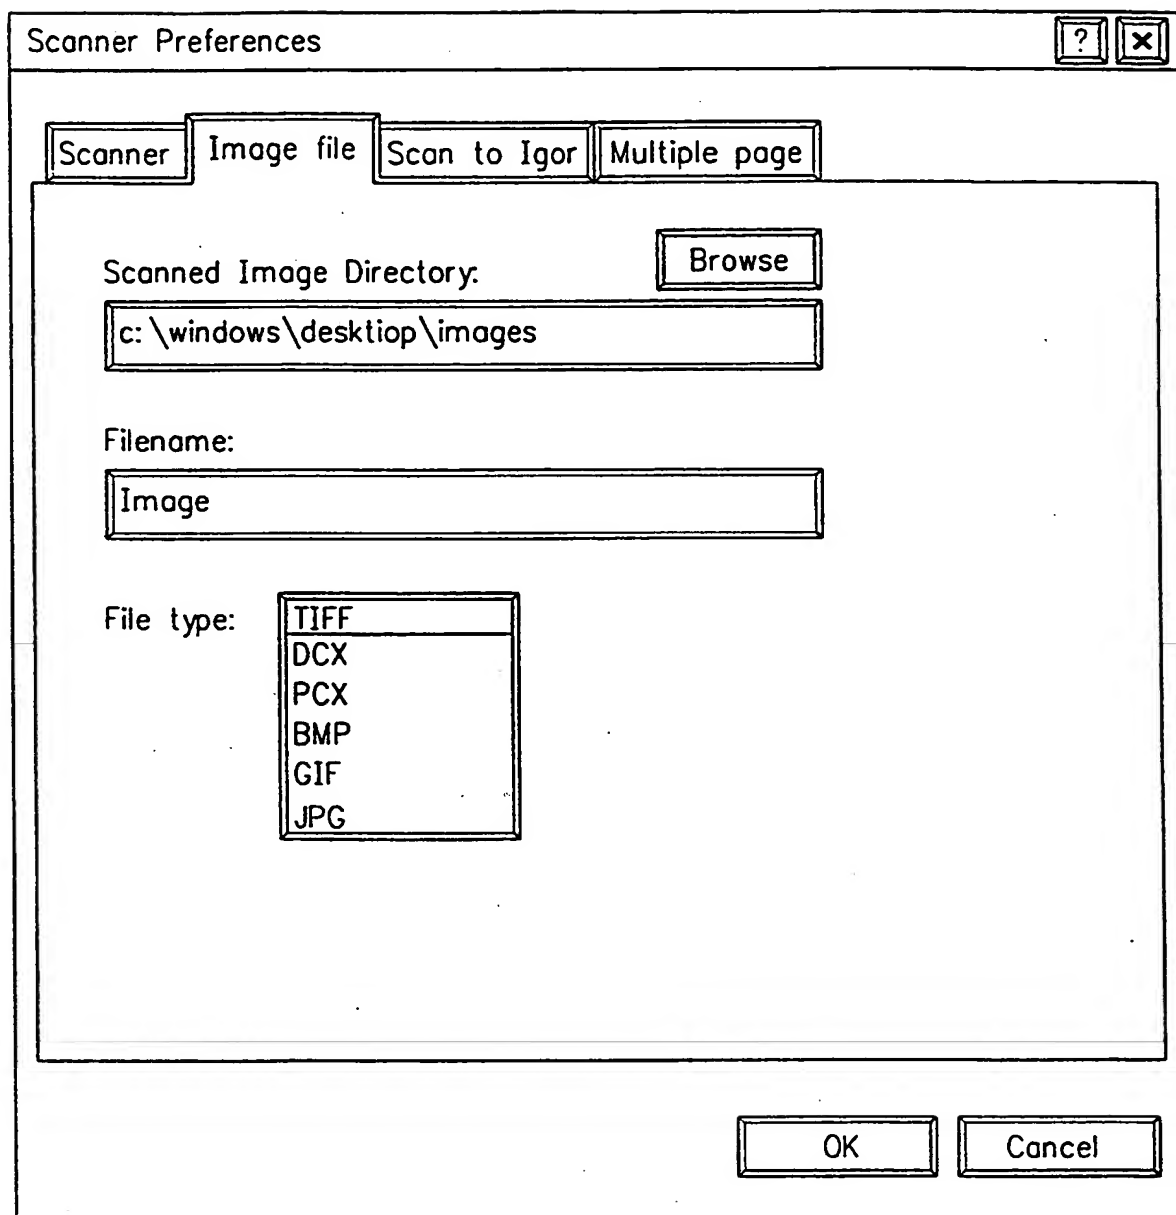 Scanner Preferences ? ×
Scanner Image file Scan to Igor Multiple page
Scanned Image Directory: Browse
c: \windows\desktiop\images
Filename:
Image
File type: TIFF
DCX
PCX
BMP
GIF
JPG
OK Cancel